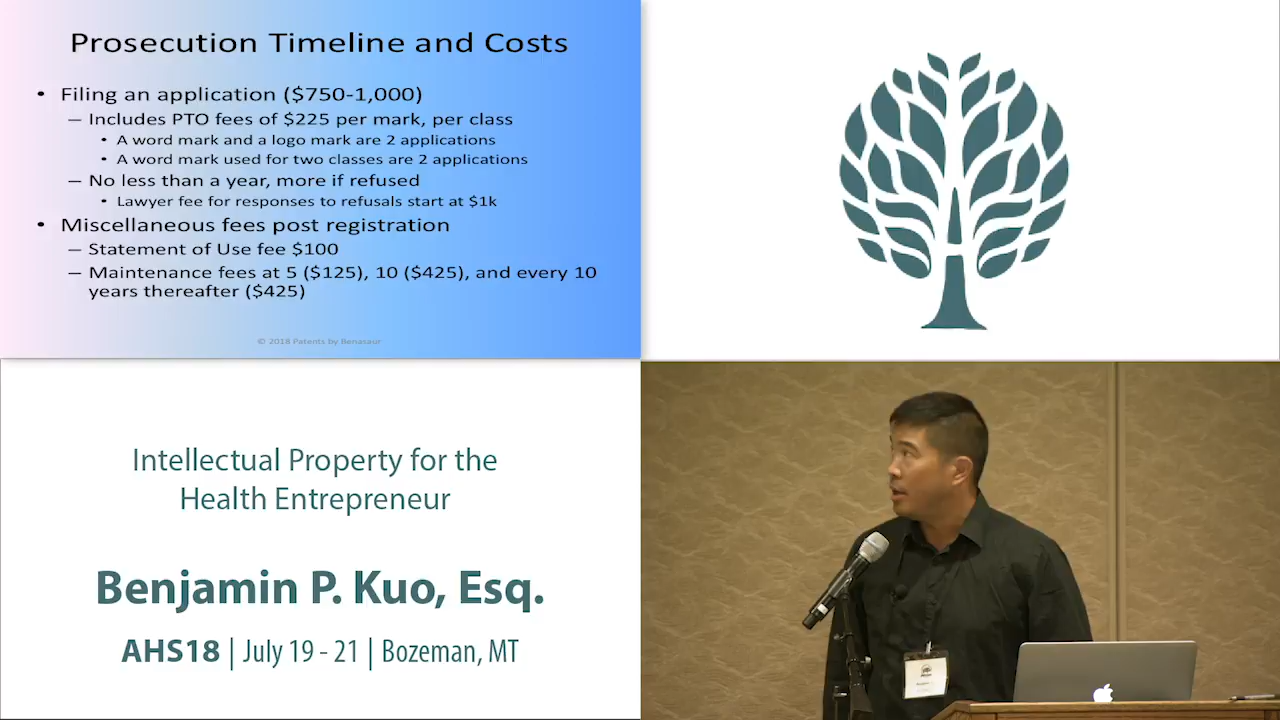 Prosecution Timeline and Costs
• Filing an application ($750-1,000)
– Includes PTO fees of $225 per mark, per class
• A word mark and a logo mark are 2 applications
• A word mark used for two classes are 2 applications
– No less than a year, more if refused
• Lawyer fee for responses to refusals start at $1k
• Miscellaneous fees post registration
– Statement of Use fee $100
– Maintenance fees at 5 ($125), 10 ($425), and every 10
years thereafter ($425)
© 2018 Patents by Benasaur
Intellectual Property for the
Health Entrepreneur
Benjamin P. Kuo, Esq.
AHS18 | July 19 - 21 | Bozeman, MT